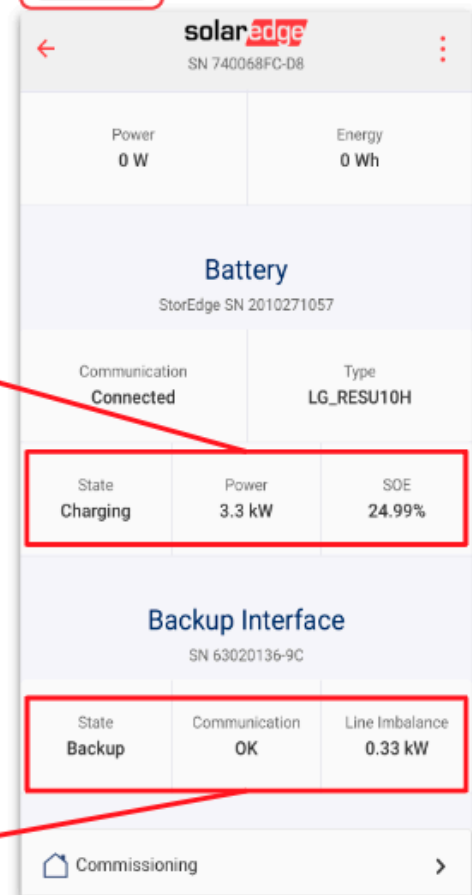 solaredge
SN 740068FC-D8
Power
Energy
0 W
0 Wh
Battery
StorEdge SN 2010271057
Communication
Type
Connected
LG_RESU10H
State
Power
SOE
Charging
3.3 kW
24.99%
Backup Interface
SN 63020136-9C
State
Communication
Line Imbalance
Backup
OK
0.33 kW
Commissioning